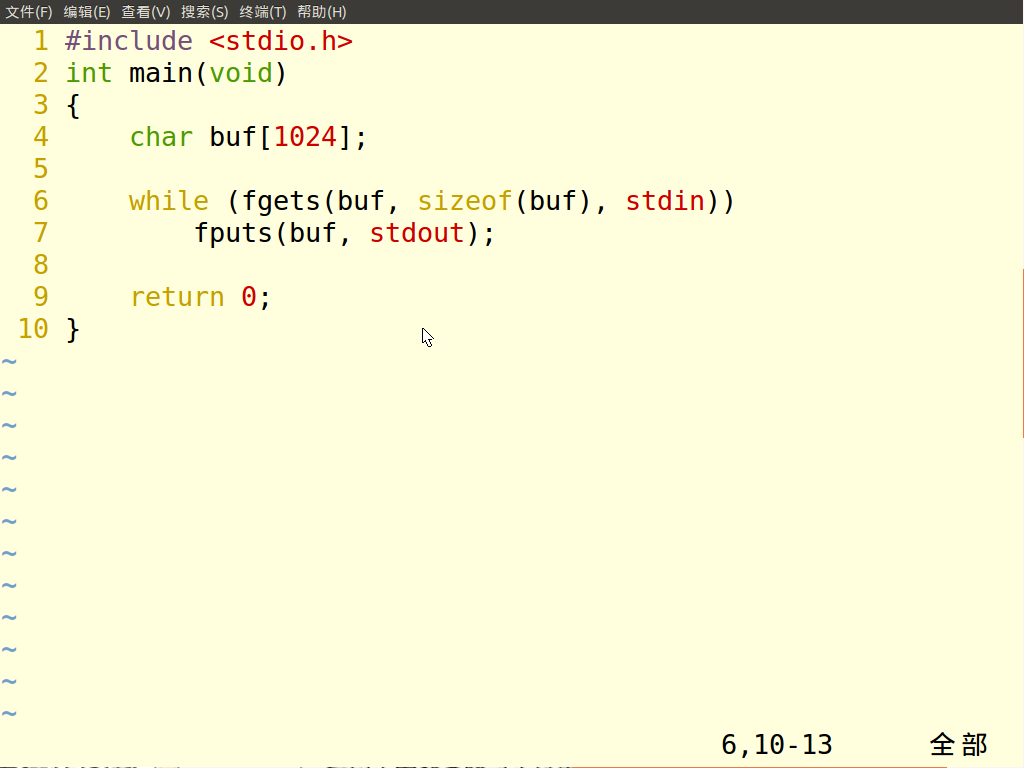 文件(F) 编辑(E) 查看(V) 搜索(S) 终端(T) 帮助(H)
1 #include <stdio.h>
2 int main(void)
3 {
4     char buf[1024];
5
6     while (fgets(buf, sizeof(buf), stdin))
7         fputs(buf, stdout);
8
9     return 0;
10 }
~
~
~
~
~
~
~
~
~
~
~
~
6,10-13 全部